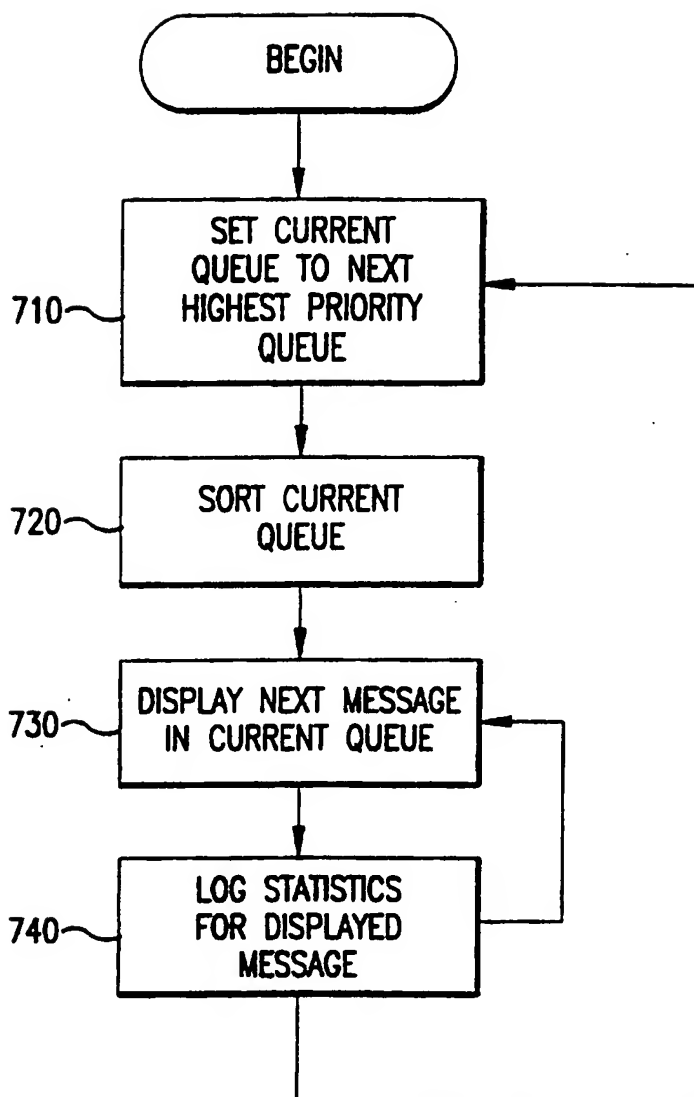 BEGIN
SET CURRENT
QUEUE TO NEXT
HIGHEST PRIORITY
QUEUE
710
SORT CURRENT
QUEUE
720
DISPLAY NEXT MESSAGE
IN CURRENT QUEUE
730
LOG STATISTICS
FOR DISPLAYED
MESSAGE
740